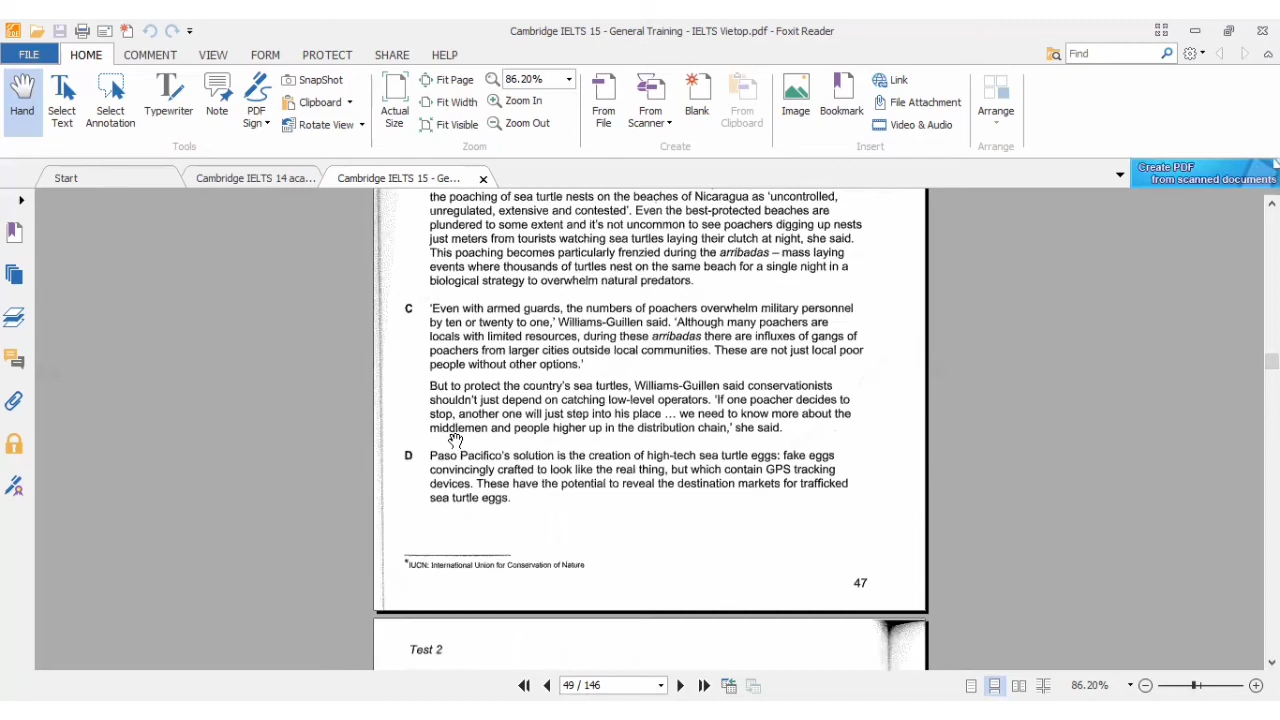 Cambridge IELTS 15 - General Training - IELTS Vietop.pdf - Foxit Reader
FILE HOME COMMENT VIEW FORM PROTECT SHARE HELP
Find
Hand
Select Text
Select Annotation
Typewriter
Note
PDF Sign
SnapShot
Clipboard
Rotate View
Tools
Actual Size
Fit Page
Fit Width
Fit Visible
86.20%
Zoom In
Zoom Out
Zoom
From File
From Scanner
Blank
From Clipboard
Create
Image
Bookmark
Link
File Attachment
Video & Audio
Insert
Arrange
Arrange
Start
Cambridge IELTS 14 aca...
Cambridge IELTS 15 - Ge...
Create PDF
from scanned documents
the poaching of sea turtle nests on the beaches of Nicaragua as 'uncontrolled,
unregulated, extensive and contested'. Even the best-protected beaches are
plundered to some extent and it's not uncommon to see poachers digging up nests
just meters from tourists watching sea turtles laying their clutch at night, she said.
This poaching becomes particularly frenzied during the arribadas – mass laying
events where thousands of turtles nest on the same beach for a single night in a
biological strategy to overwhelm natural predators.
C 'Even with armed guards, the numbers of poachers overwhelm military personnel
by ten or twenty to one,' Williams-Guillen said. 'Although many poachers are
locals with limited resources, during these arribadas there are influxes of gangs of
poachers from larger cities outside local communities. These are not just local poor
people without other options.'
But to protect the country's sea turtles, Williams-Guillen said conservationists
shouldn't just depend on catching low-level operators. 'If one poacher decides to
stop, another one will just step into his place ... we need to know more about the
middlemen and people higher up in the distribution chain,' she said.
D Paso Pacifico's solution is the creation of high-tech sea turtle eggs: fake eggs
convincingly crafted to look like the real thing, but which contain GPS tracking
devices. These have the potential to reveal the destination markets for trafficked
sea turtle eggs.
*IUCN: International Union for Conservation of Nature
47
Test 2
49 / 146
86.20%